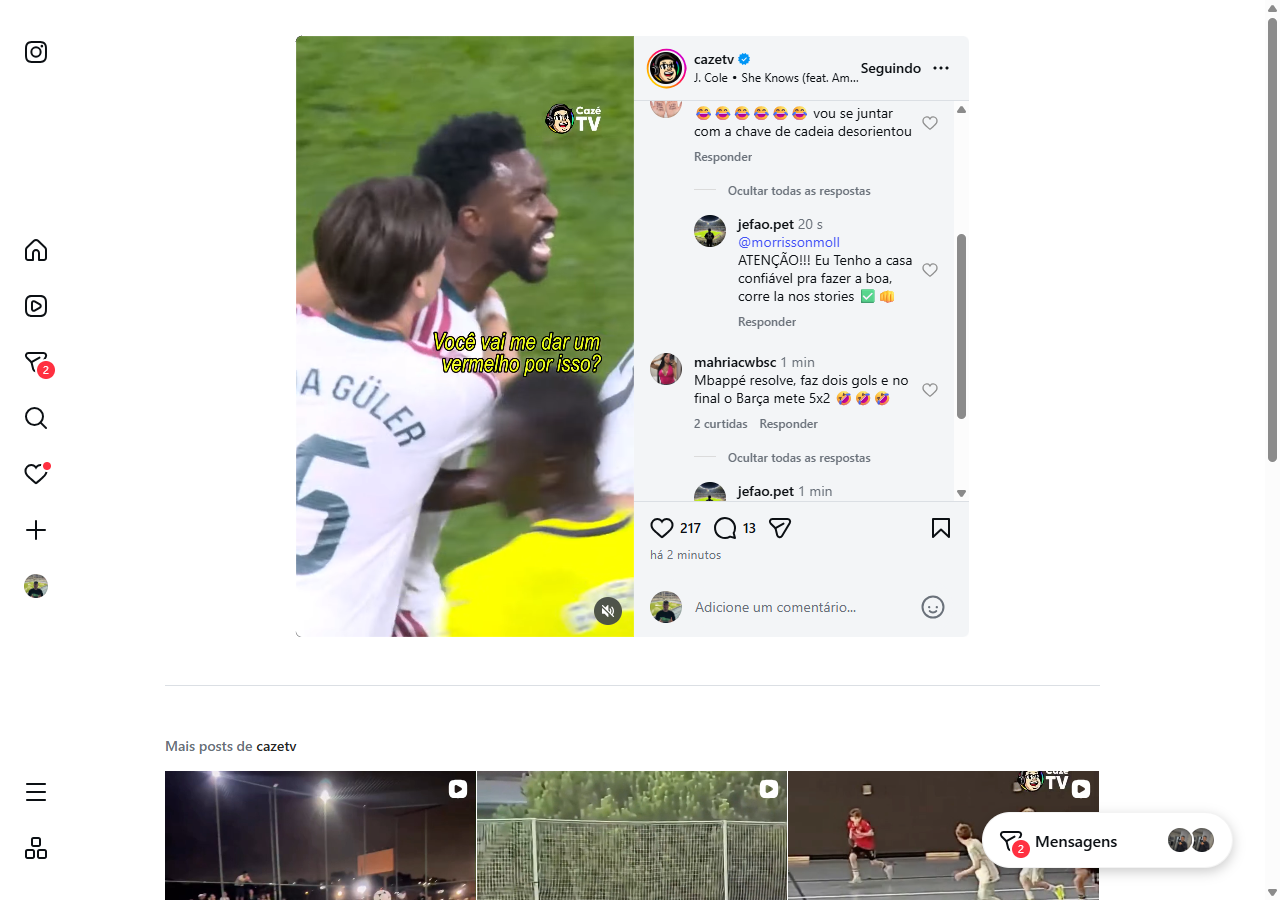 Cazé
TV
Você vai me dar um
vermelho por isso?
A GÜLER
5
cazetv
J. Cole • She Knows (feat. Am...
Seguindo
😂😂😂😂😂😂 vou se juntar
com a chave de cadeia desorientou
Responder
Ocultar todas as respostas
jefao.pet 20 s
@morrissonmoll
ATENÇÃO!!! Eu Tenho a casa
confiável pra fazer a boa,
corre la nos stories ✅ 👊
Responder
mahriacwbsc 1 min
Mbappé resolve, faz dois gols e no
final o Barça mete 5x2 🤣🤣🤣
2 curtidas Responder
Ocultar todas as respostas
jefao.pet 1 min
217 13
há 2 minutos
Adicione um comentário...
2
Mais posts de cazetv
Cazé
TV
2
Mensagens